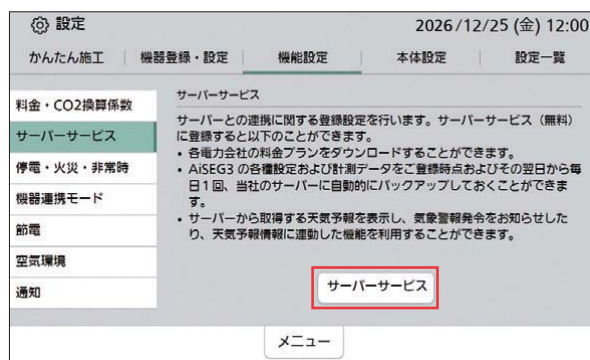 設定
2026/12/25 (金) 12:00
かんたん施工
機器登録・設定
機能設定
本体設定
設定一覧
料金・CO2換算係数
サーバーサービス
停電・火災・非常時
機器連携モード
節電
空気環境
通知
サーバーサービス
サーバーとの連携に関する登録設定を行います。サーバーサービス（無料）
に登録すると以下のことができます。
・各電力会社の料金プランをダウンロードすることができます。
・AiSEG3 の各種設定および計測データをご登録時点およびその翌日から毎
日1回、当社のサーバーに自動的にバックアップしておくことができま
す。
・サーバーから取得する天気予報を表示し、気象警報発令をお知らせした
り、天気予報情報に連動した機能を利用することができます。
サーバーサービス
メニュー